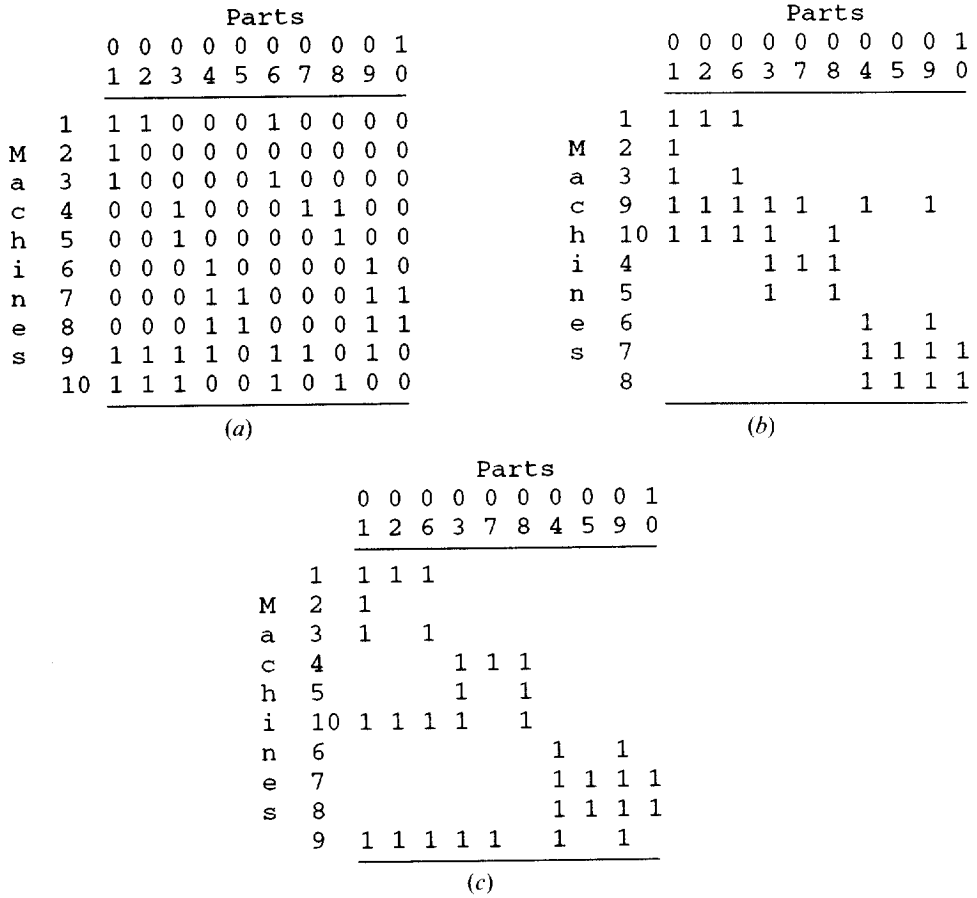 Parts
0 0 0 0 0 0 0 0 0 1
1 2 3 4 5 6 7 8 9 0
1 1 1 0 0 0 1 0 0 0 0
M 2 1 0 0 0 0 0 0 0 0 0
a 3 1 0 0 0 0 1 0 0 0 0
c 4 0 0 1 0 0 0 1 1 0 0
h 5 0 0 1 0 0 0 0 1 0 0
i 6 0 0 0 1 0 0 0 0 1 0
n 7 0 0 0 1 1 0 0 0 1 1
e 8 0 0 0 1 1 0 0 0 1 1
s 9 1 1 1 1 0 1 1 0 1 0
10 1 1 1 0 0 1 0 1 0 0
(a)
Parts
0 0 0 0 0 0 0 0 0 1
1 2 6 3 7 8 4 5 9 0
1 1 1 1
M 2 1
a 3 1 1
c 9 1 1 1 1 1 1 1
h 10 1 1 1 1 1
i 4 1 1 1
n 5 1 1
e 6 1 1
s 7 1 1 1 1
8 1 1 1 1
(b)
Parts
0 0 0 0 0 0 0 0 0 1
1 2 6 3 7 8 4 5 9 0
1 1 1 1
M 2 1
a 3 1 1
c 4 1 1 1
h 5 1 1
i 10 1 1 1 1 1
n 6 1 1
e 7 1 1 1 1
s 8 1 1 1 1
9 1 1 1 1 1 1 1
(c)